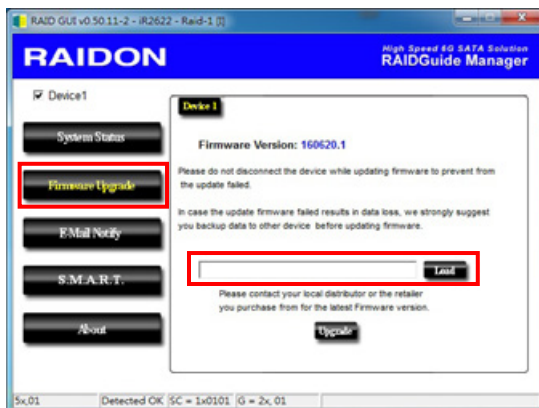 RAID GUI v0.50.11-2 - iR2622 - Raid-1 [I]
RAIDON
High Speed 6G SATA Solution
RAIDGuide Manager
Device1
System Status
Firmware Upgrade
E-Mail Notify
S.M.A.R.T.
About
Device 1
Firmware Version: 160620.1
Please do not disconnect the device while updating firmware to prevent from
the update failed.
In case the update firmware failed results in data loss, we strongly suggest
you backup data to other device before updating firmware.
Load
Please contact your local distributor or the retailer
you purchase from for the latest Firmware version.
Upgrade
5x,01 Detected OK SC = 1x0101 G = 2x, 01